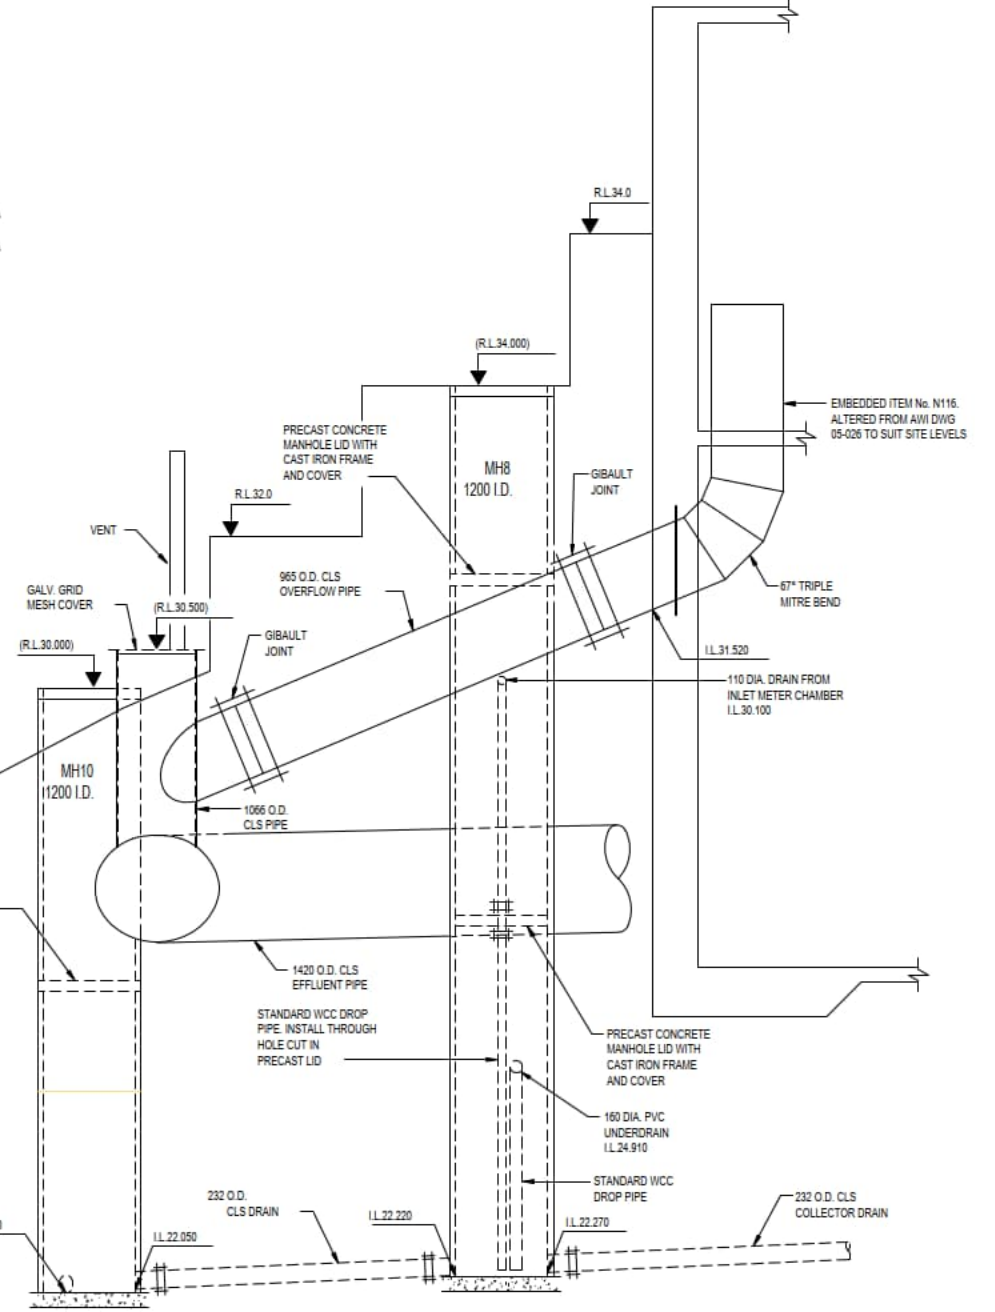 R.L.34.0
(R.L.34.000)
EMBEDDED ITEM No. N116.
ALTERED FROM AWI DWG
05-026 TO SUIT SITE LEVELS
PRECAST CONCRETE
MANHOLE LID WITH
CAST IRON FRAME
AND COVER
MH8
1200 I.D.
GIBAULT
JOINT
R.L.32.0
VENT
965 O.D. CLS
OVERFLOW PIPE
67° TRIPLE
MITRE BEND
GALV. GRID
MESH COVER
(R.L.30.500)
(R.L.30.000)
GIBAULT
JOINT
I.L.31.520
110 DIA. DRAIN FROM
INLET METER CHAMBER
I.L.30.100
MH10
1200 I.D.
1066 O.D.
CLS PIPE
1420 O.D. CLS
EFFLUENT PIPE
STANDARD WCC DROP
PIPE. INSTALL THROUGH
HOLE CUT IN
PRECAST LID
PRECAST CONCRETE
MANHOLE LID WITH
CAST IRON FRAME
AND COVER
160 DIA. PVC
UNDERDRAIN
I.L.24.910
STANDARD WCC
DROP PIPE
232 O.D.
CLS DRAIN
I.L.22.220
I.L.22.270
232 O.D. CLS
COLLECTOR DRAIN
I.L.22.050